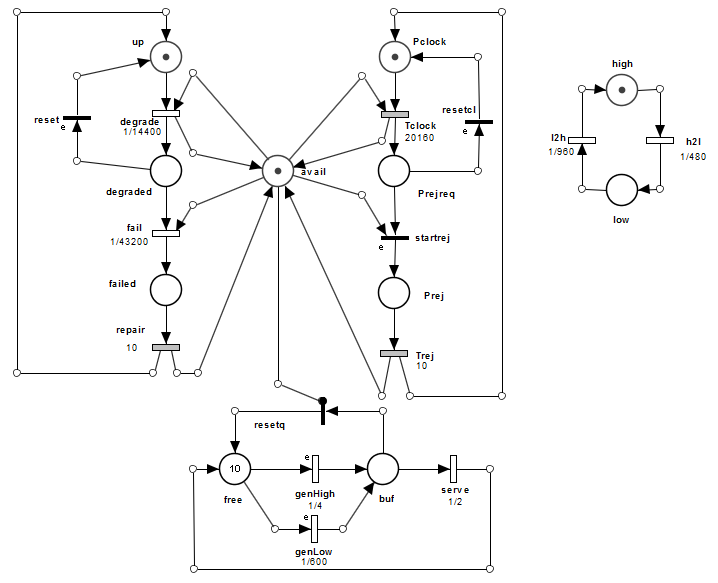 up
Pclock
high
reset
e
degrade
1/14400
Tclock
20160
resetcl
e
l2h
1/960
h2l
1/480
avail
degraded
Prejreq
low
fail
1/43200
startrej
e
failed
Prej
repair
10
Trej
10
resetq
10
e
free
genHigh
1/4
buf
serve
1/2
e
genLow
1/600